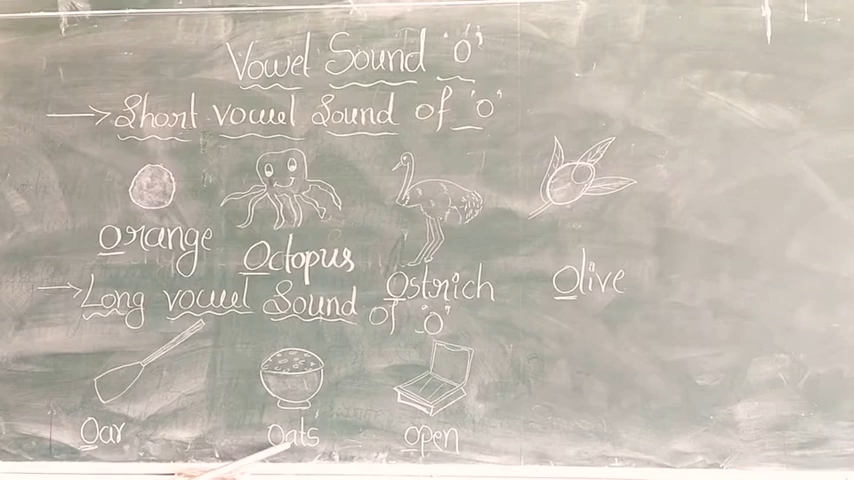 Vowel Sound 'O'
→ Short vowel Sound of 'O'
Orange Octopus Ostrich Olive
→ Long vowel Sound of 'O'
Oar Oats Open